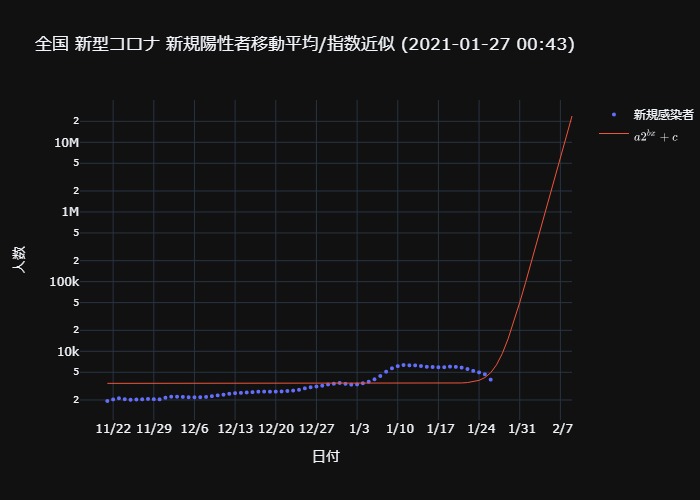 全国 新型コロナ 新規陽性者移動平均/指数近似 (2021-01-27 00:43)
新規感染者
a2^{bx} + c
人数
2
10M
5
2
1M
5
2
100k
5
2
10k
5
2
11/22 11/29 12/6 12/13 12/20 12/27 1/3 1/10 1/17 1/24 1/31 2/7
日付